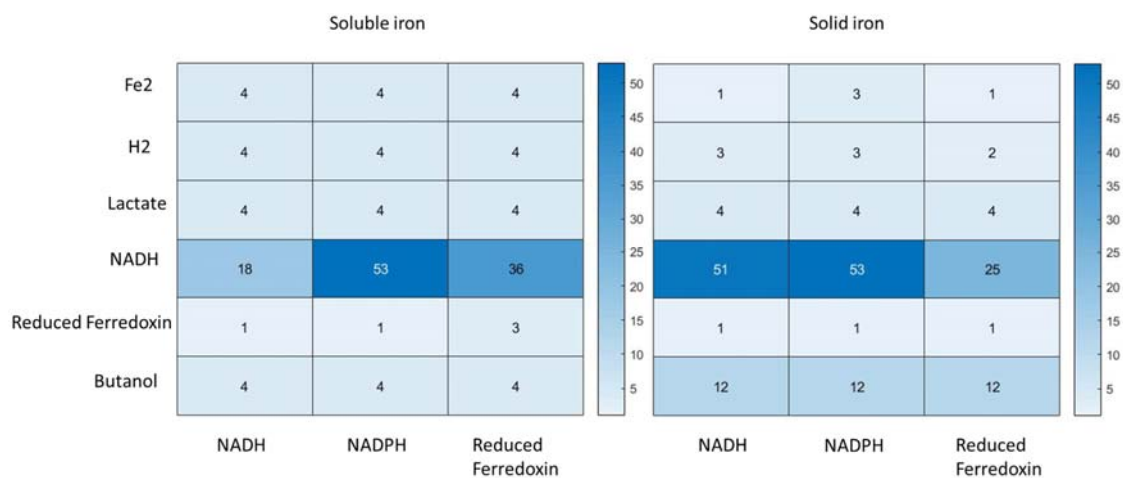 Soluble iron
Solid iron
Fe2
4 4 4
1 3 1
H2
4 4 4
3 3 2
Lactate
4 4 4
4 4 4
NADH
18 53 36
51 53 25
Reduced Ferredoxin
1 1 3
1 1 1
Butanol
4 4 4
12 12 12
50
45
40
35
30
25
20
15
10
5
50
45
40
35
30
25
20
15
10
5
NADH NADPH Reduced
Ferredoxin
NADH NADPH Reduced
Ferredoxin